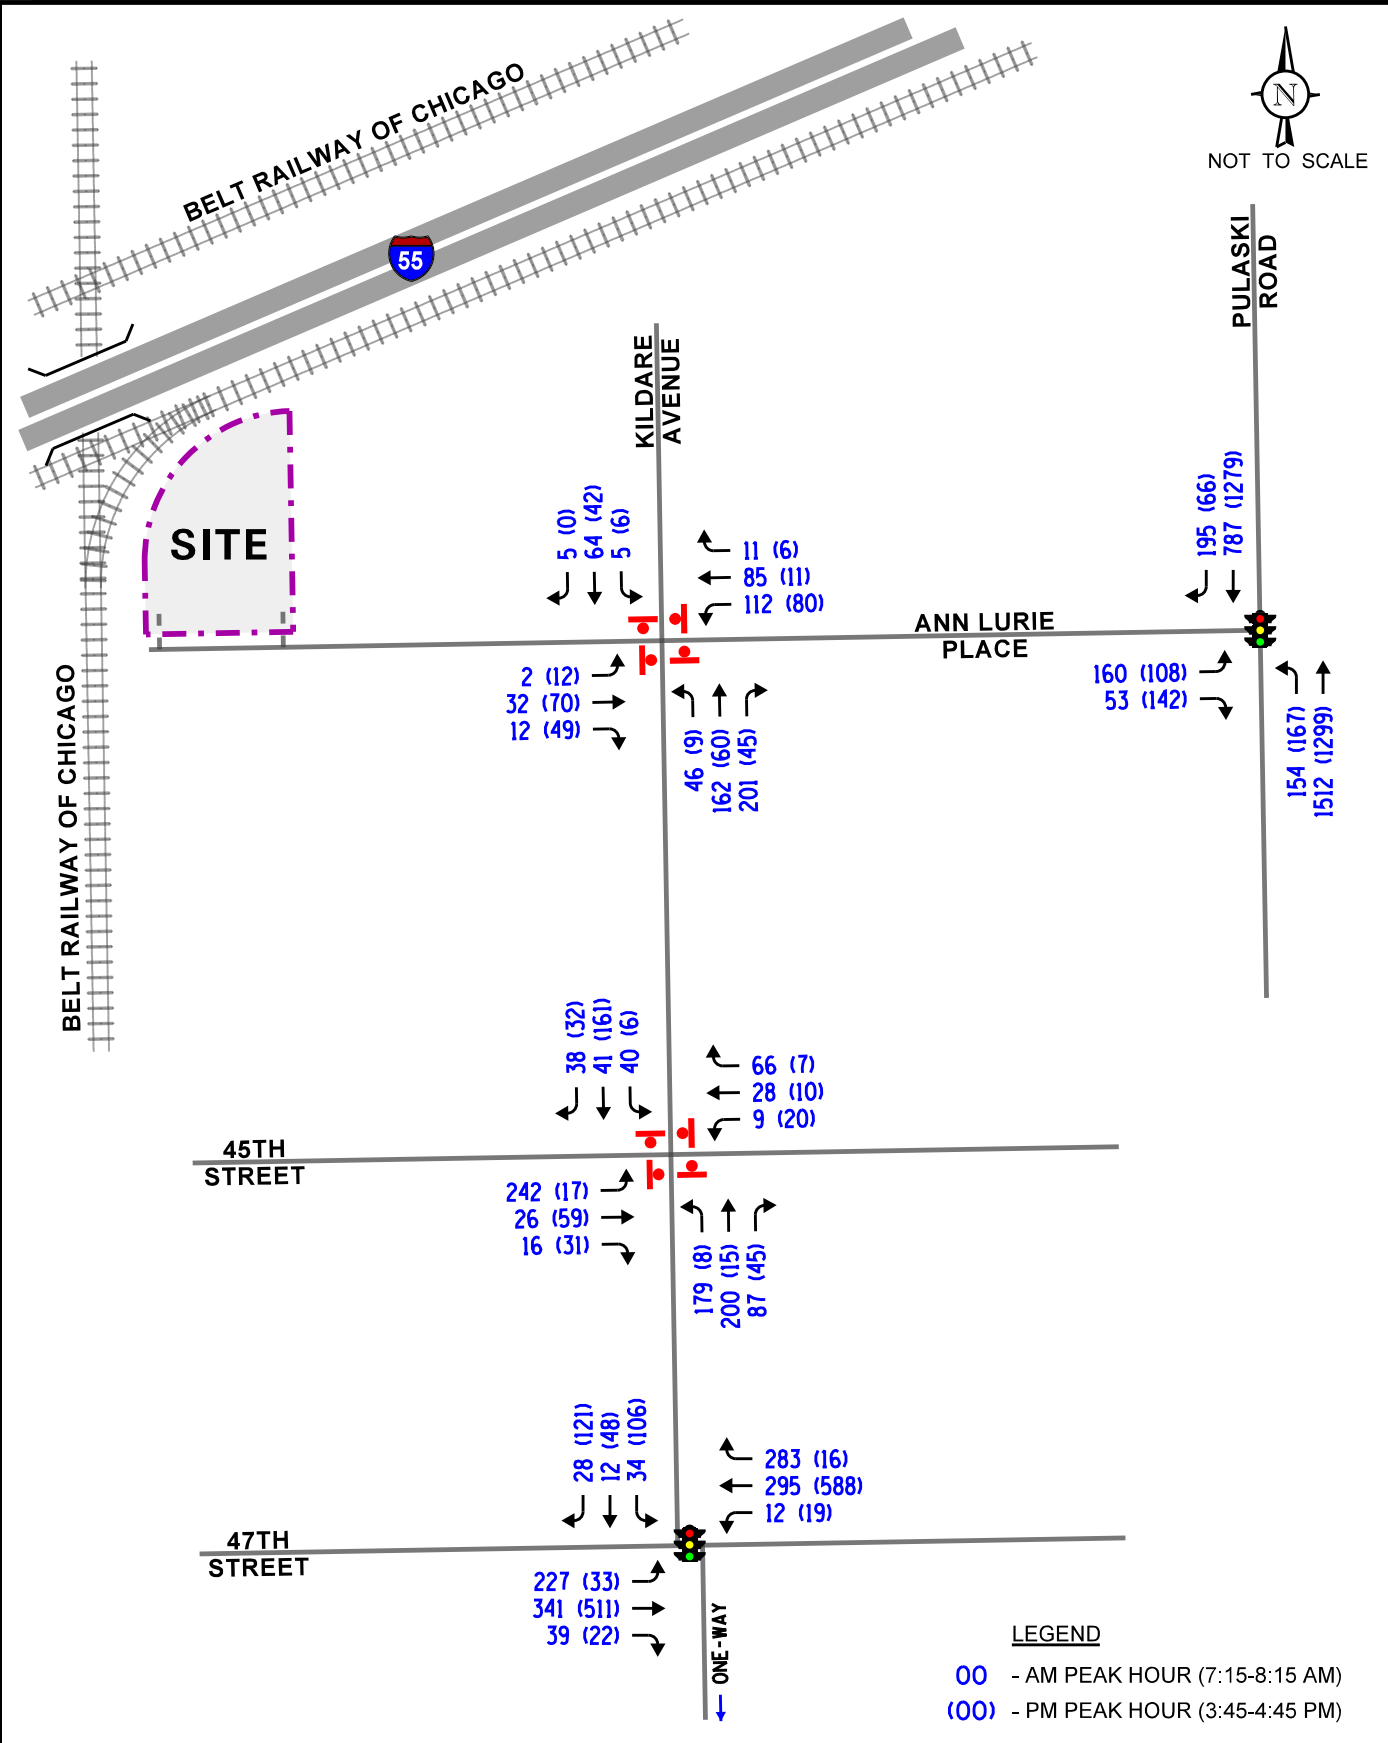 BELT RAILWAY OF CHICAGO
55
N
NOT TO SCALE
PULASKI
ROAD
KILDARE
AVENUE
SITE
195 (66)
787 (1279)
5 (0)
64 (42)
5 (6)
11 (6)
85 (11)
112 (80)
ANN LURIE
PLACE
2 (12)
32 (70)
12 (49)
160 (108)
53 (142)
46 (9)
162 (60)
201 (45)
154 (167)
1512 (1299)
BELT RAILWAY OF CHICAGO
38 (32)
41 (161)
40 (6)
66 (7)
28 (10)
9 (20)
45TH
STREET
242 (17)
26 (59)
16 (31)
179 (8)
200 (15)
87 (45)
28 (121)
12 (48)
34 (106)
283 (16)
295 (588)
12 (19)
47TH
STREET
227 (33)
341 (511)
39 (22)
ONE-WAY
LEGEND
00 - AM PEAK HOUR (7:15-8:15 AM)
(00) - PM PEAK HOUR (3:45-4:45 PM)